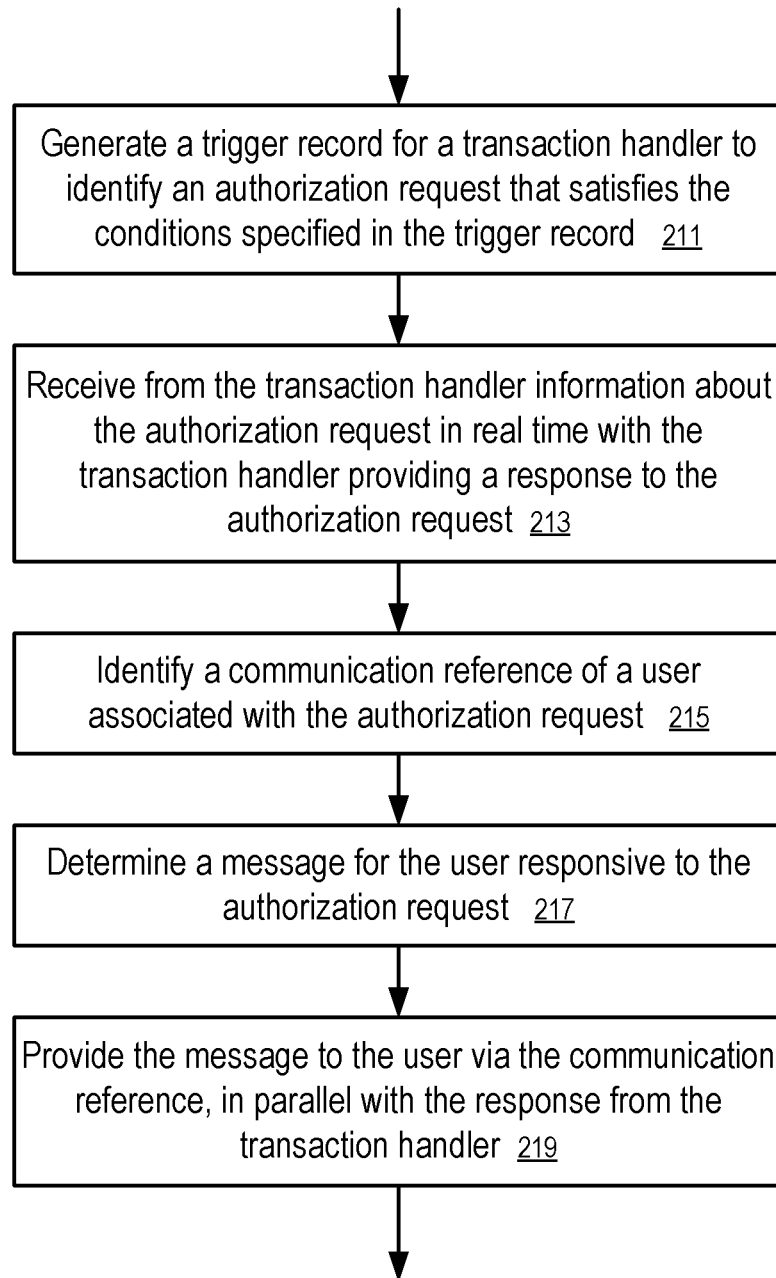 Generate a trigger record for a transaction handler to
identify an authorization request that satisfies the
conditions specified in the trigger record 211
Receive from the transaction handler information about
the authorization request in real time with the
transaction handler providing a response to the
authorization request 213
Identify a communication reference of a user
associated with the authorization request 215
Determine a message for the user responsive to the
authorization request 217
Provide the message to the user via the communication
reference, in parallel with the response from the
transaction handler 219